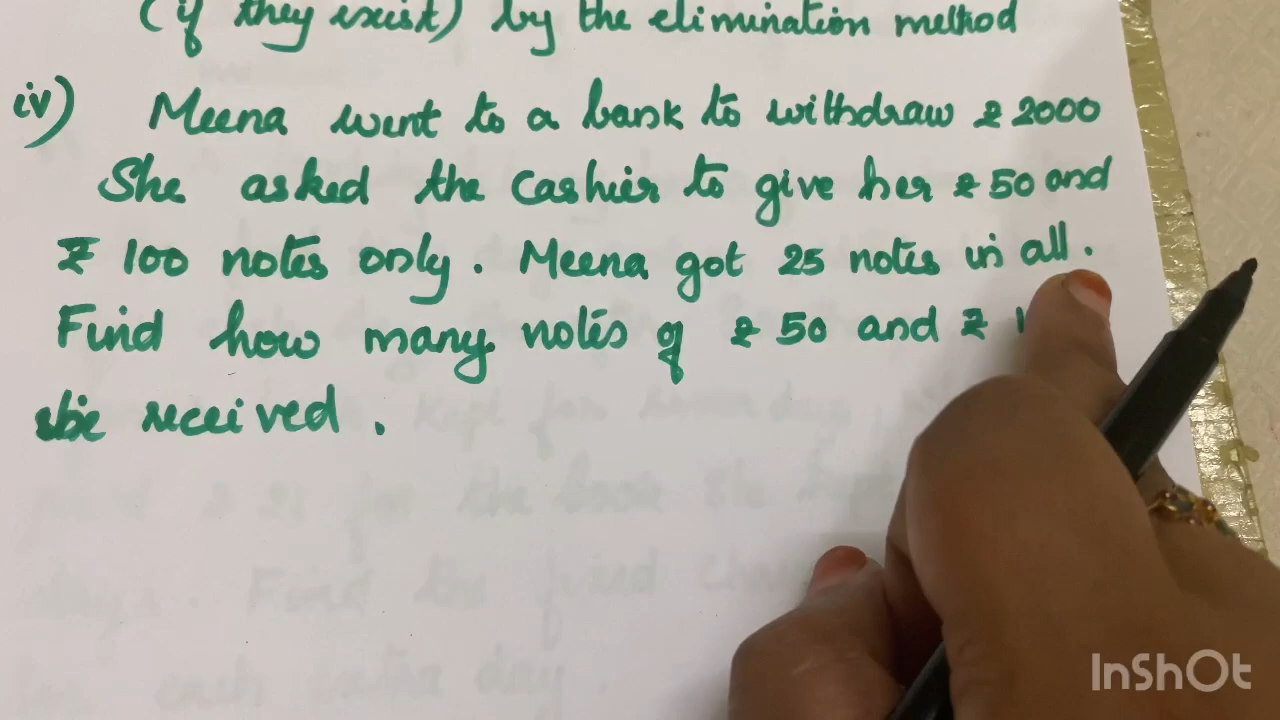 (if they exist) by the elimination method
iv) Meena went to a bank to withdraw ₹ 2000
She asked the cashier to give her ₹ 50 and
₹ 100 notes only. Meena got 25 notes in all.
Find how many notes of ₹ 50 and ₹ 1
she received.
InShOt